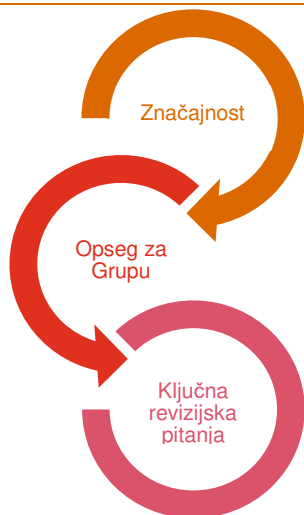 Značajnost
Opseg za
Grupu
Ključna
revizijska
pitanja